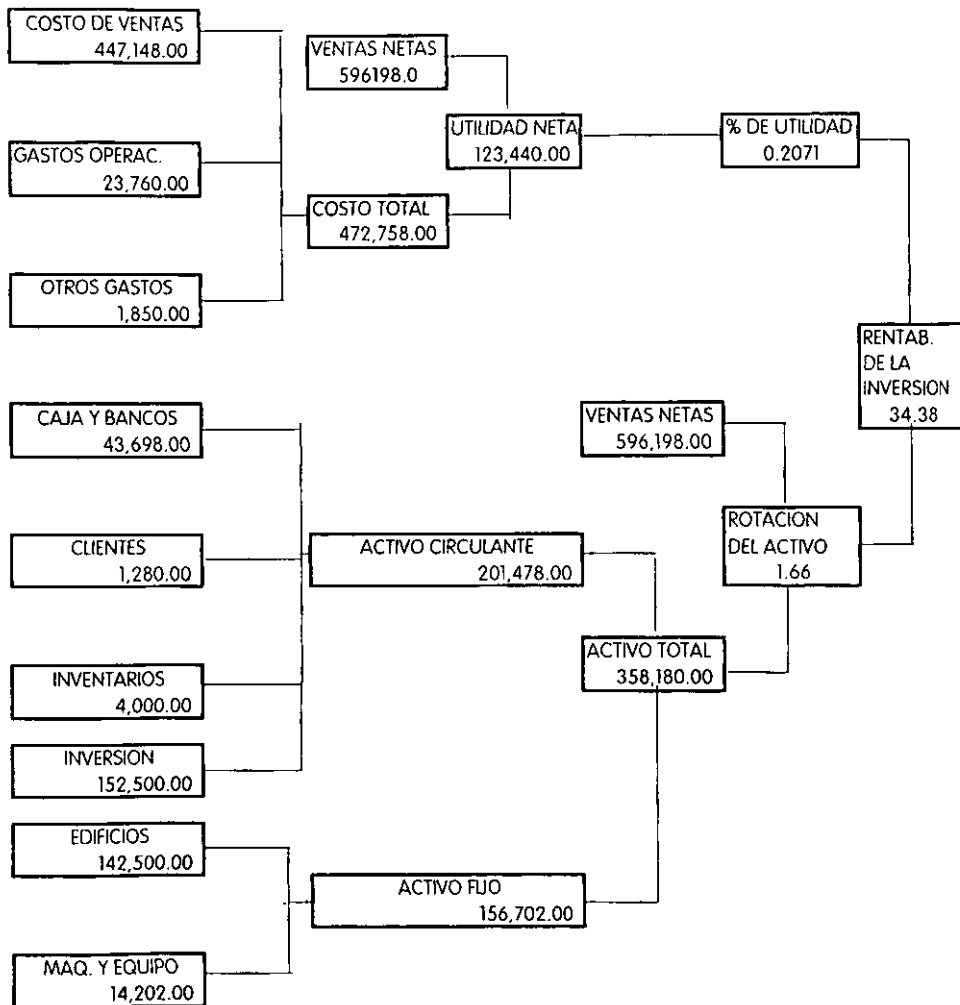 COSTO DE VENTAS
447,148.00
VENTAS NETAS
596198.0
UTILIDAD NETA
123,440.00
% DE UTILIDAD
0.2071
GASTOS OPERAC.
23,760.00
COSTO TOTAL
472,758.00
OTROS GASTOS
1,850.00
RENTAB.
DE LA
INVERSION
34.38
CAJA Y BANCOS
43,698.00
VENTAS NETAS
596,198.00
CLIENTES
1,280.00
ACTIVO CIRCULANTE
201,478.00
ROTACION
DEL ACTIVO
1.66
INVENTARIOS
4,000.00
ACTIVO TOTAL
358,180.00
INVERSION
152,500.00
EDIFICIOS
142,500.00
ACTIVO FIJO
156,702.00
MAQ. Y EQUIPO
14,202.00